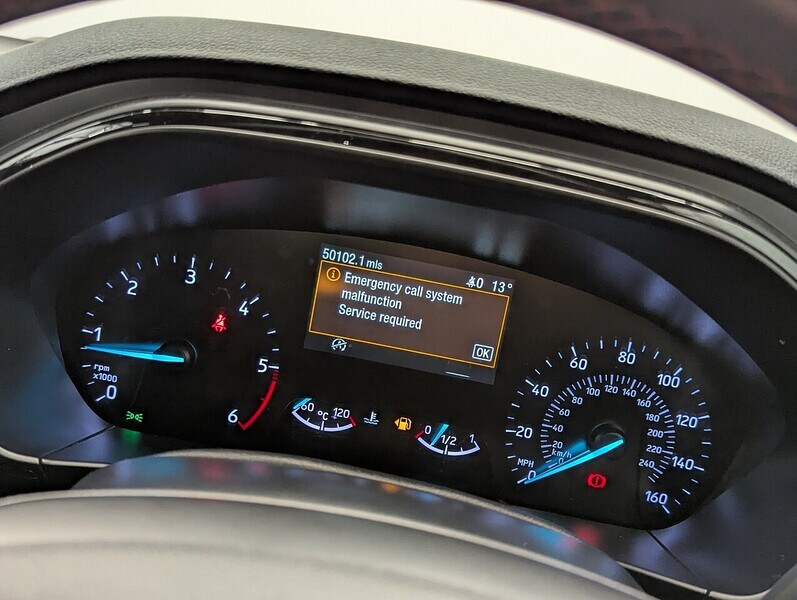 50102.1 mls
0 13°
Emergency call system
malfunction
Service required
OK
0
1
2
3
4
5
6
rpm
x1000
60 °C 120
0 1/2 1
0
20
40
60
80
100
120
140
160
MPH
0
20
40
60
80
100
120
140
160
180
200
220
240
km/h